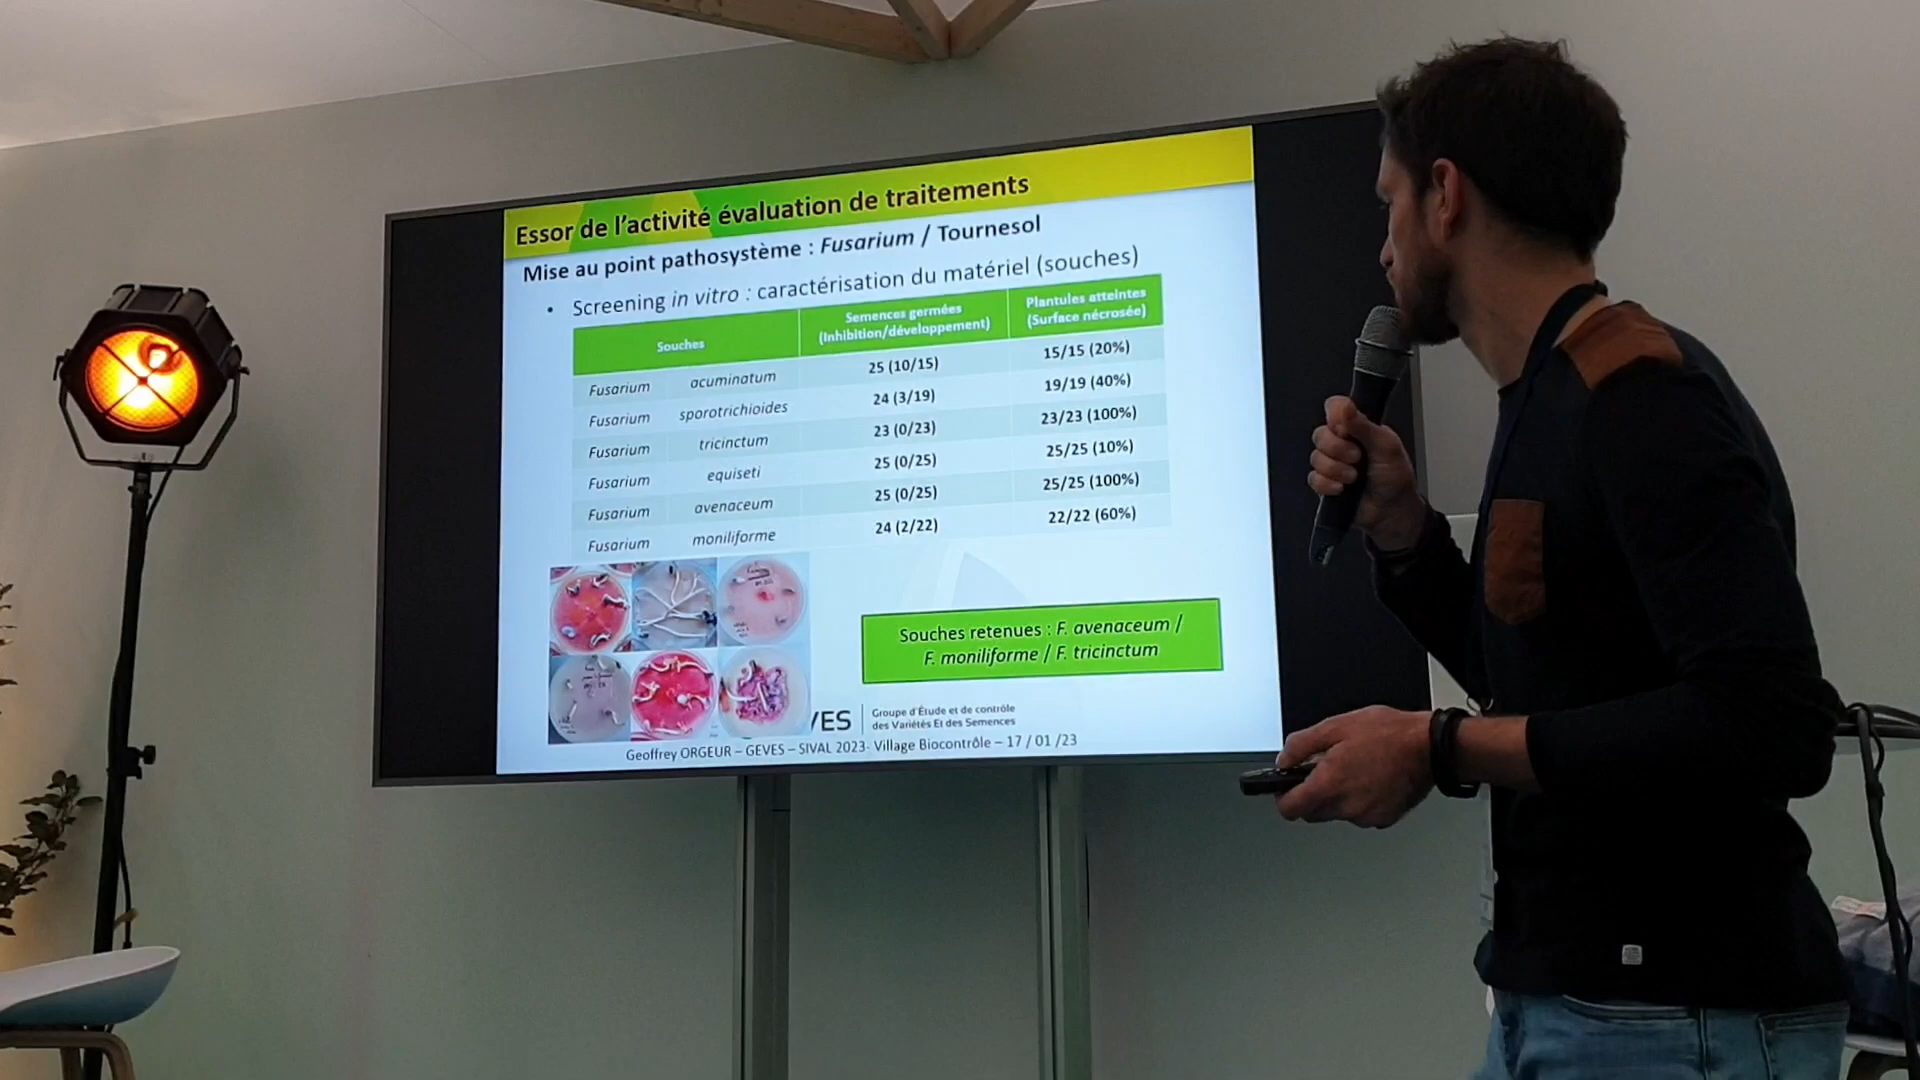 Essor de l'activité évaluation de traitements
Mise au point pathosystème : Fusarium / Tournesol
• Screening in vitro : caractérisation du matériel (souches)
Souches
Semences germées
(Inhibition/développement)
Plantules atteintes
(Surface nécrosée)
Fusarium acuminatum 25 (10/15) 15/15 (20%)
Fusarium sporotrichioides 24 (3/19) 19/19 (40%)
Fusarium tricinctum 23 (0/23) 23/23 (100%)
Fusarium equiseti 25 (0/25) 25/25 (10%)
Fusarium avenaceum 25 (0/25) 25/25 (100%)
Fusarium moniliforme 24 (2/22) 22/22 (60%)
Souches retenues : F. avenaceum /
F. moniliforme / F. tricinctum
VES
Groupe d'Étude et de contrôle
des Variétés Et des Semences
Geoffrey ORGEUR – GEVES – SIVAL 2023- Village Biocontrôle – 17 / 01 /23